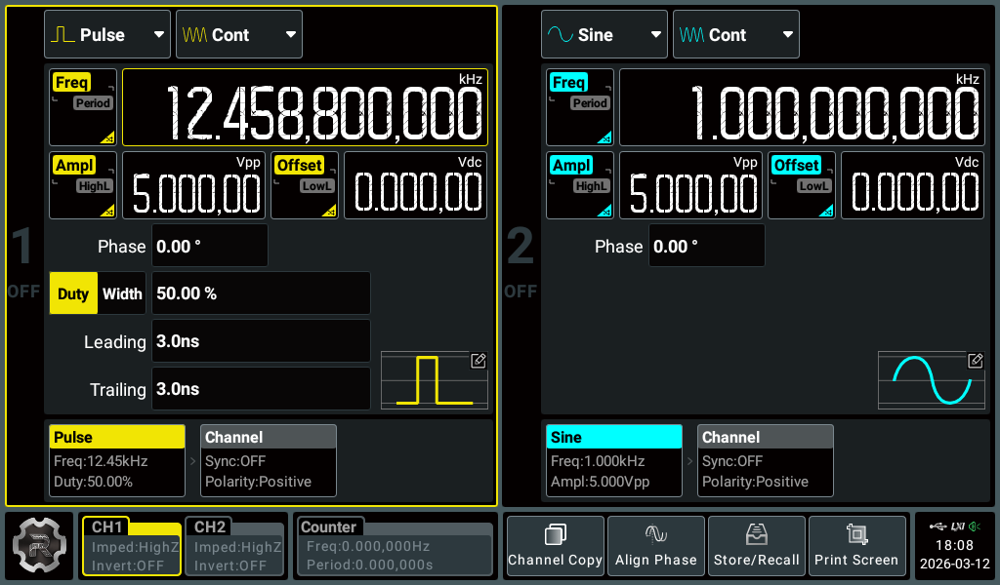 Pulse Cont
Freq
Period
kHz
12.458,800,000
Ampl
HighL
Vpp
5.000,00
Offset
LowL
Vdc
0.000,00
1
OFF
Phase 0.00 °
Duty Width 50.00 %
Leading 3.0ns
Trailing 3.0ns
Pulse
Freq:12.45kHz
Duty:50.00%
>
Channel
Sync:OFF
Polarity:Positive
Sine Cont
Freq
Period
kHz
1.000,000,000
Ampl
HighL
Vpp
5.000,00
Offset
LowL
Vdc
0.000,00
2
OFF
Phase 0.00 °
Sine
Freq:1.000kHz
Ampl:5.000Vpp
>
Channel
Sync:OFF
Polarity:Positive
R
CH1
Imped:HighZ
Invert:OFF
CH2
Imped:HighZ
Invert:OFF
Counter
Freq:0.000,000Hz
Period:0.000,000s
Channel Copy
Align Phase
Store/Recall
Print Screen
LXI
18:08
2026-03-12